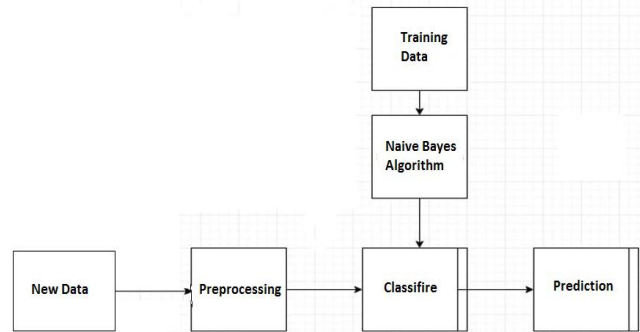 Training
Data
Naive Bayes
Algorithm
New Data
Preprocessing
Classifire
Prediction